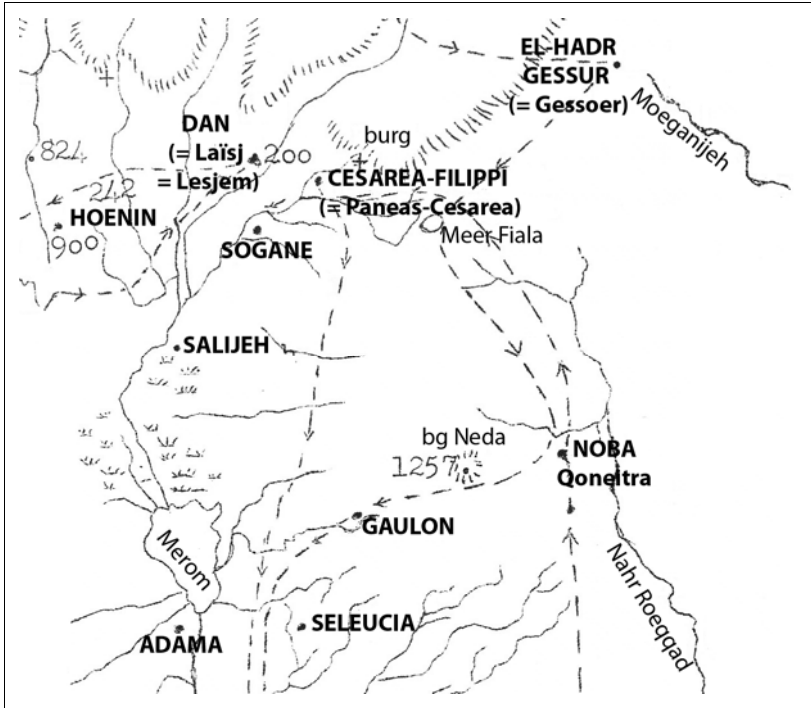 EL-HADR
GESSUR
(= Gessoer)
Moeganijeh
DAN
(= Laïsj
= Lesjem)
200
burg
824
242
HOENIN
900
CESAREA-FILIPPI
(= Paneas-Cesarea)
SOGANE
Meer Fiala
SALIJEH
bg Neda
1257
NOBA
Qoneitra
GAULON
Merom
Nahr Roeqqad
ADAMA
SELEUCIA